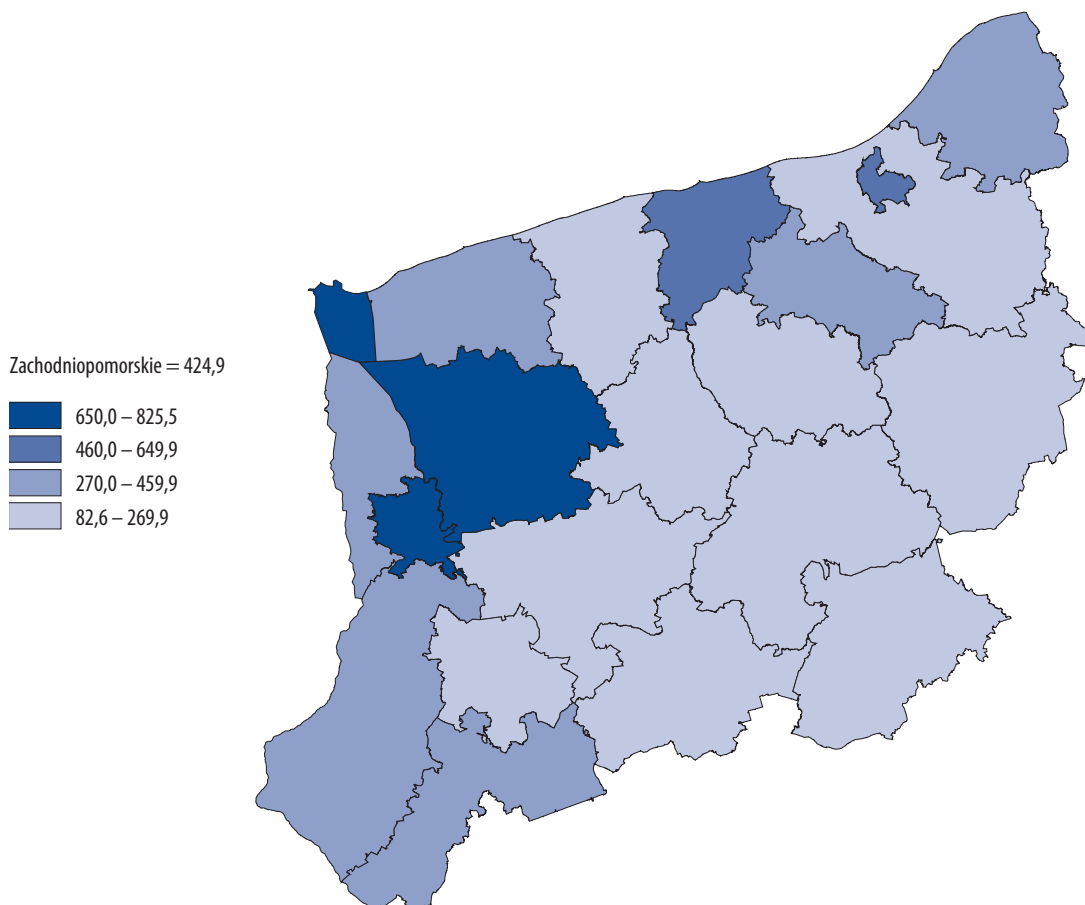 Zachodniopomorskie = 424,9
650,0 – 825,5
460,0 – 649,9
270,0 – 459,9
82,6 – 269,9